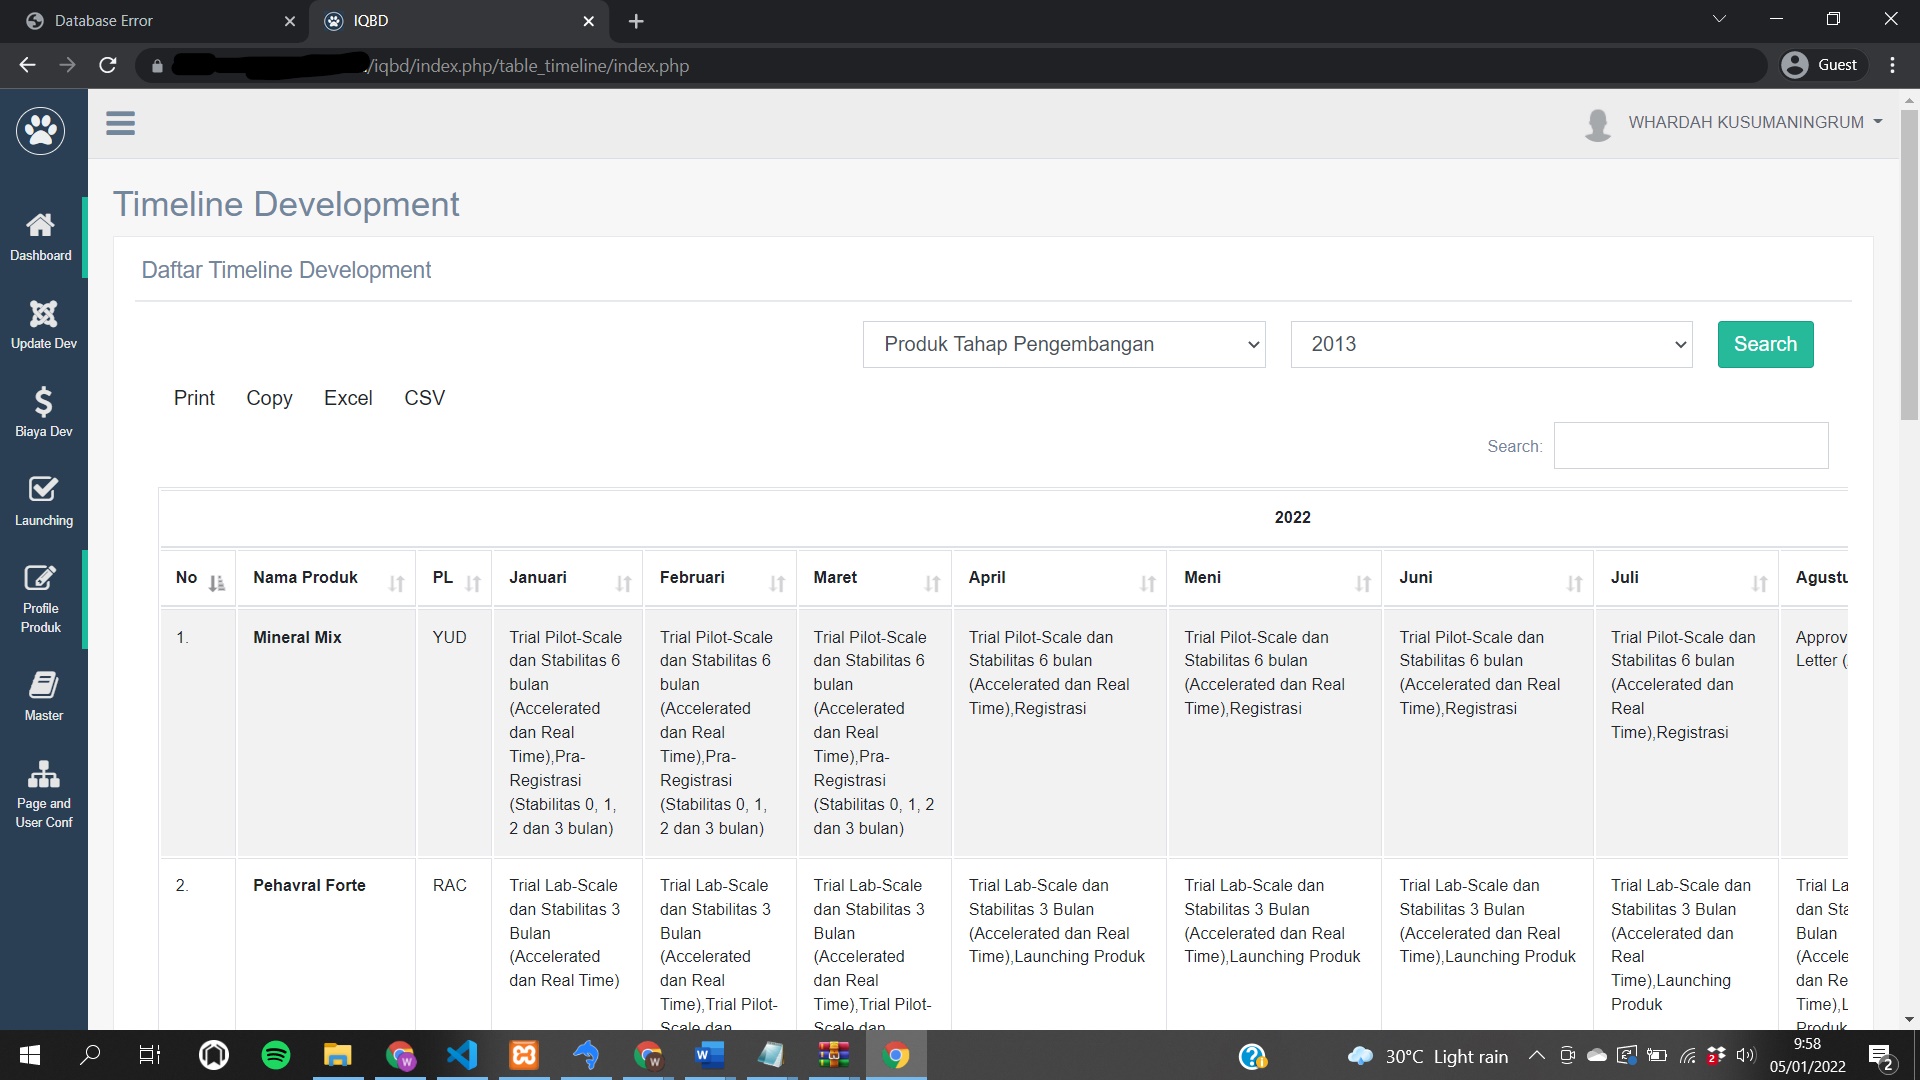 Database Error
IQBD
/iqbd/index.php/table_timeline/index.php
Guest
WHARDAH KUSUMANINGRUM
Dashboard
Update Dev
Biaya Dev
Launching
Profile
Produk
Master
Page and
User Conf
Timeline Development
Daftar Timeline Development
Produk Tahap Pengembangan
2013
Search
Print Copy Excel CSV
Search:
2022
No Nama Produk PL Januari Februari Maret April Meni Juni Juli Agustu
1.
Mineral Mix
YUD
Trial Pilot-Scale
dan Stabilitas 6
bulan
(Accelerated
dan Real
Time),Pra-
Registrasi
(Stabilitas 0, 1,
2 dan 3 bulan)
Trial Pilot-Scale
dan Stabilitas 6
bulan
(Accelerated
dan Real
Time),Pra-
Registrasi
(Stabilitas 0, 1,
2 dan 3 bulan)
Trial Pilot-Scale
dan Stabilitas 6
bulan
(Accelerated
dan Real
Time),Pra-
Registrasi
(Stabilitas 0, 1, 2
dan 3 bulan)
Trial Pilot-Scale dan
Stabilitas 6 bulan
(Accelerated dan Real
Time),Registrasi
Trial Pilot-Scale dan
Stabilitas 6 bulan
(Accelerated dan Real
Time),Registrasi
Trial Pilot-Scale dan
Stabilitas 6 bulan
(Accelerated dan Real
Time),Registrasi
Trial Pilot-Scale dan
Stabilitas 6 bulan
(Accelerated dan
Real
Time),Registrasi
Approv
Letter (
2.
Pehavral Forte
RAC
Trial Lab-Scale
dan Stabilitas 3
Bulan
(Accelerated
dan Real Time)
Trial Lab-Scale
dan Stabilitas 3
Bulan
(Accelerated
dan Real
Time),Trial Pilot-
Scale dan
Trial Lab-Scale
dan Stabilitas 3
Bulan
(Accelerated
dan Real
Time),Trial Pilot-
Scale dan
Trial Lab-Scale dan
Stabilitas 3 Bulan
(Accelerated dan Real
Time),Launching Produk
Trial Lab-Scale dan
Stabilitas 3 Bulan
(Accelerated dan Real
Time),Launching Produk
Trial Lab-Scale dan
Stabilitas 3 Bulan
(Accelerated dan Real
Time),Launching Produk
Trial Lab-Scale dan
Stabilitas 3 Bulan
(Accelerated dan
Real
Time),Launching
Produk
Trial La
dan Sta
Bulan
(Accele
dan Re
Time),L
Produk
30°C Light rain
9:58
05/01/2022
2